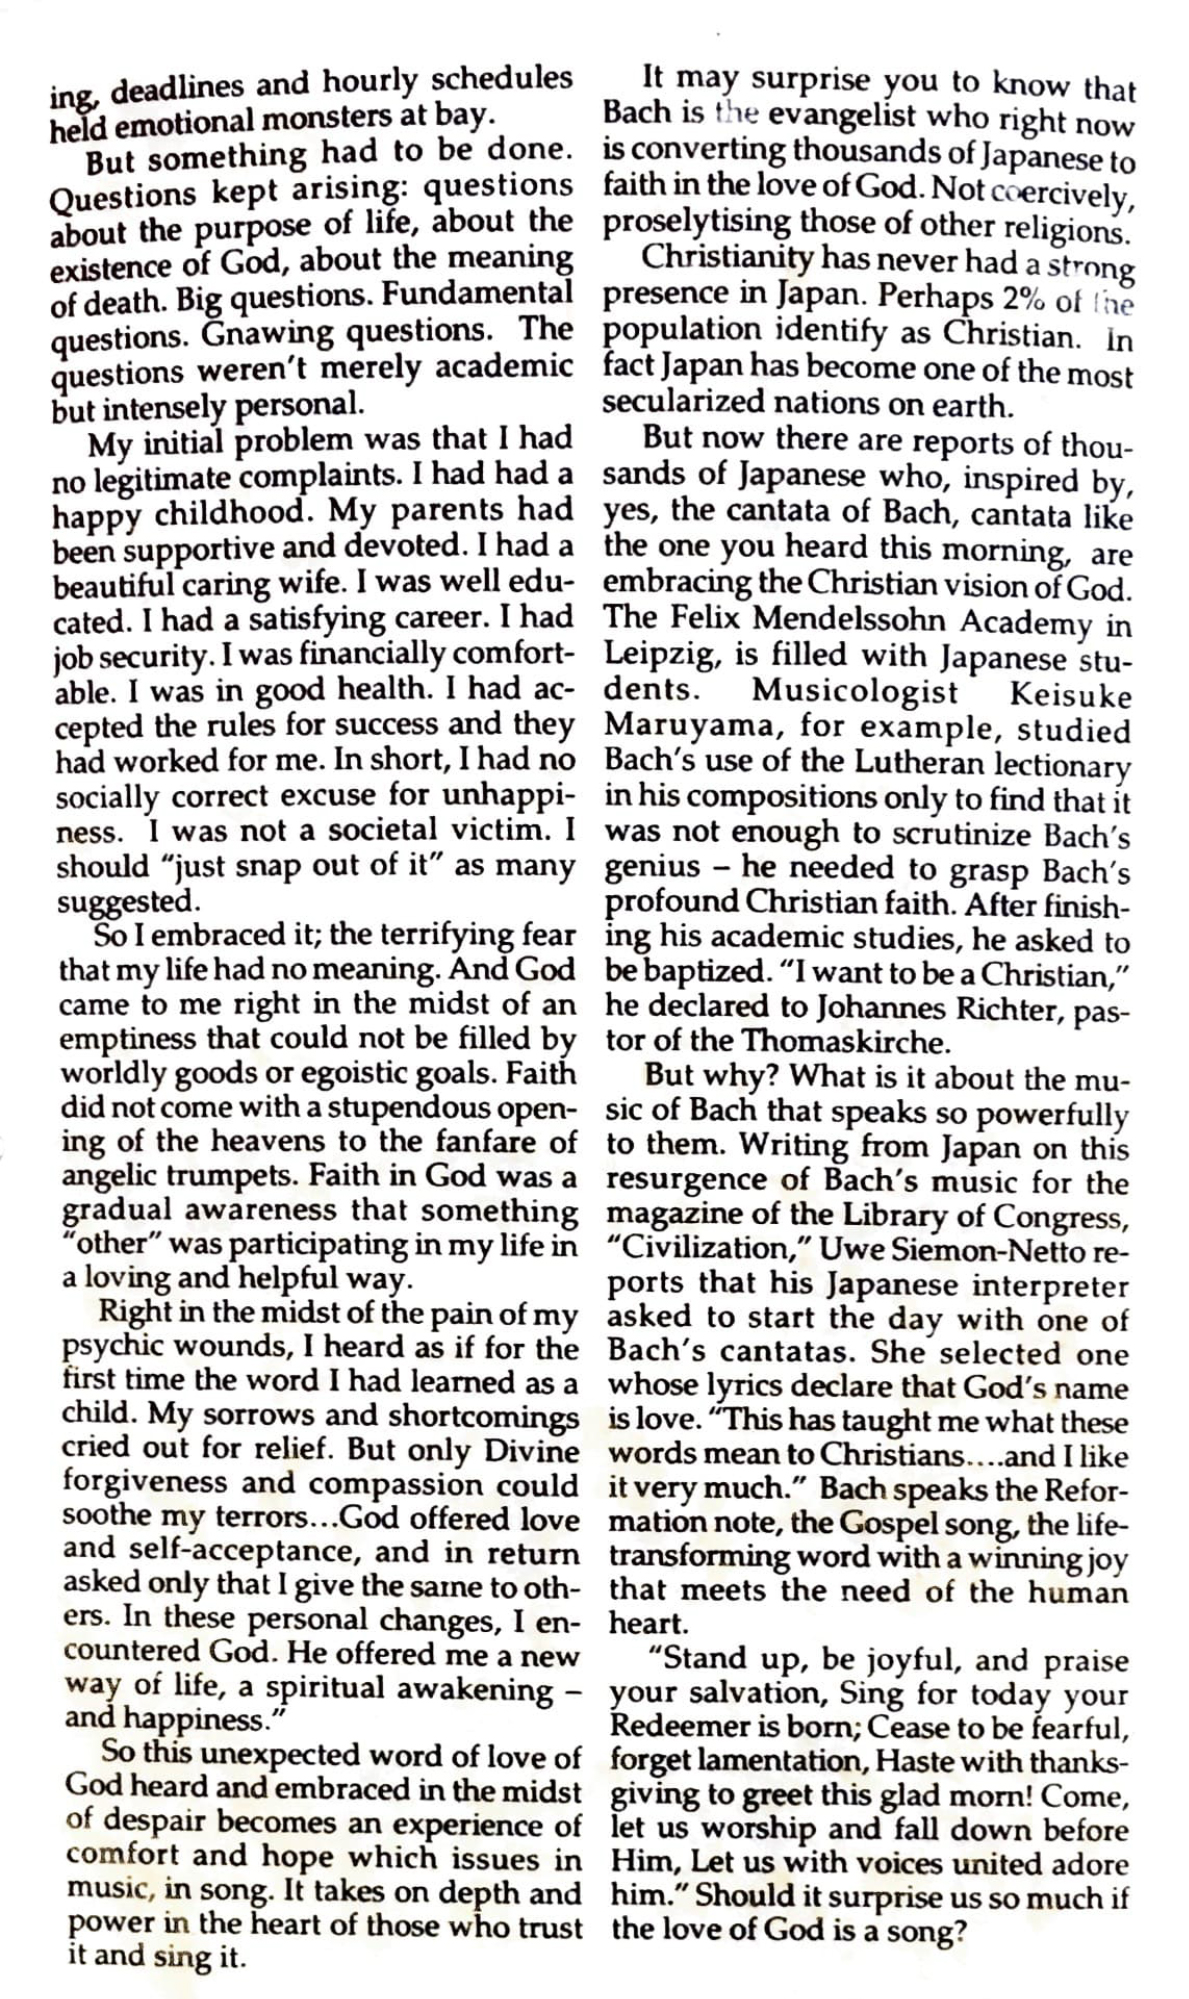 ing, deadlines and hourly schedules
held emotional monsters at bay.
But something had to be done.
Questions kept arising: questions
about the purpose of life, about the
existence of God, about the meaning
of death. Big questions. Fundamental
questions. Gnawing questions. The
questions weren't merely academic
but intensely personal.
My initial problem was that I had
no legitimate complaints. I had had a
happy childhood. My parents had
been supportive and devoted. I had a
beautiful caring wife. I was well edu-
cated. I had a satisfying career. I had
job security. I was financially comfort-
able. I was in good health. I had ac-
cepted the rules for success and they
had worked for me. In short, I had no
socially correct excuse for unhappi-
ness. I was not a societal victim. I
should "just snap out of it" as many
suggested.
So I embraced it; the terrifying fear
that my life had no meaning. And God
came to me right in the midst of an
emptiness that could not be filled by
worldly goods or egoistic goals. Faith
did not come with a stupendous open-
ing of the heavens to the fanfare of
angelic trumpets. Faith in God was a
gradual awareness that something
"other" was participating in my life in
a loving and helpful way.
Right in the midst of the pain of my
psychic wounds, I heard as if for the
first time the word I had learned as a
child. My sorrows and shortcomings
cried out for relief. But only Divine
forgiveness and compassion could
soothe my terrors...God offered love
and self-acceptance, and in return
asked only that I give the same to oth-
ers. In these personal changes, I en-
countered God. He offered me a new
way of life, a spiritual awakening –
and happiness."
So this unexpected word of love of
God heard and embraced in the midst
of despair becomes an experience of
comfort and hope which issues in
music, in song. It takes on depth and
power in the heart of those who trust
it and sing it.
It may surprise you to know that
Bach is the evangelist who right now
is converting thousands of Japanese to
faith in the love of God. Not coercively,
proselytising those of other religions.
Christianity has never had a strong
presence in Japan. Perhaps 2% of the
population identify as Christian. In
fact Japan has become one of the most
secularized nations on earth.
But now there are reports of thou-
sands of Japanese who, inspired by,
yes, the cantata of Bach, cantata like
the one you heard this morning, are
embracing the Christian vision of God.
The Felix Mendelssohn Academy in
Leipzig, is filled with Japanese stu-
dents. Musicologist Keisuke
Maruyama, for example, studied
Bach's use of the Lutheran lectionary
in his compositions only to find that it
was not enough to scrutinize Bach's
genius – he needed to grasp Bach's
profound Christian faith. After finish-
ing his academic studies, he asked to
be baptized. "I want to be a Christian,"
he declared to Johannes Richter, pas-
tor of the Thomaskirche.
But why? What is it about the mu-
sic of Bach that speaks so powerfully
to them. Writing from Japan on this
resurgence of Bach's music for the
magazine of the Library of Congress,
"Civilization," Uwe Siemon-Netto re-
ports that his Japanese interpreter
asked to start the day with one of
Bach's cantatas. She selected one
whose lyrics declare that God's name
is love. "This has taught me what these
words mean to Christians....and I like
it very much." Bach speaks the Refor-
mation note, the Gospel song, the life-
transforming word with a winning joy
that meets the need of the human
heart.
"Stand up, be joyful, and praise
your salvation, Sing for today your
Redeemer is born; Cease to be fearful,
forget lamentation, Haste with thanks-
giving to greet this glad morn! Come,
let us worship and fall down before
Him, Let us with voices united adore
him." Should it surprise us so much if
the love of God is a song?